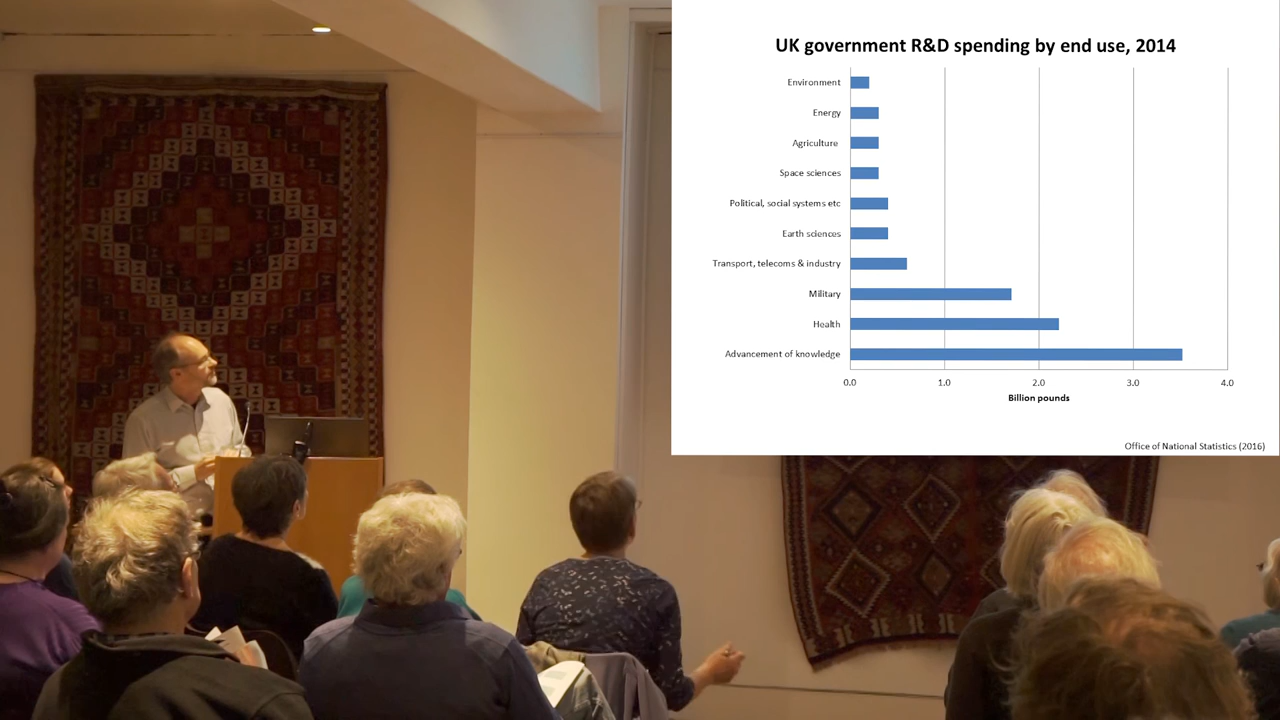 UK government R&D spending by end use, 2014
Environment
Energy
Agriculture
Space sciences
Political, social systems etc
Earth sciences
Transport, telecoms & industry
Military
Health
Advancement of knowledge
0.0 1.0 2.0 3.0 4.0
Billion pounds
Office of National Statistics (2016)